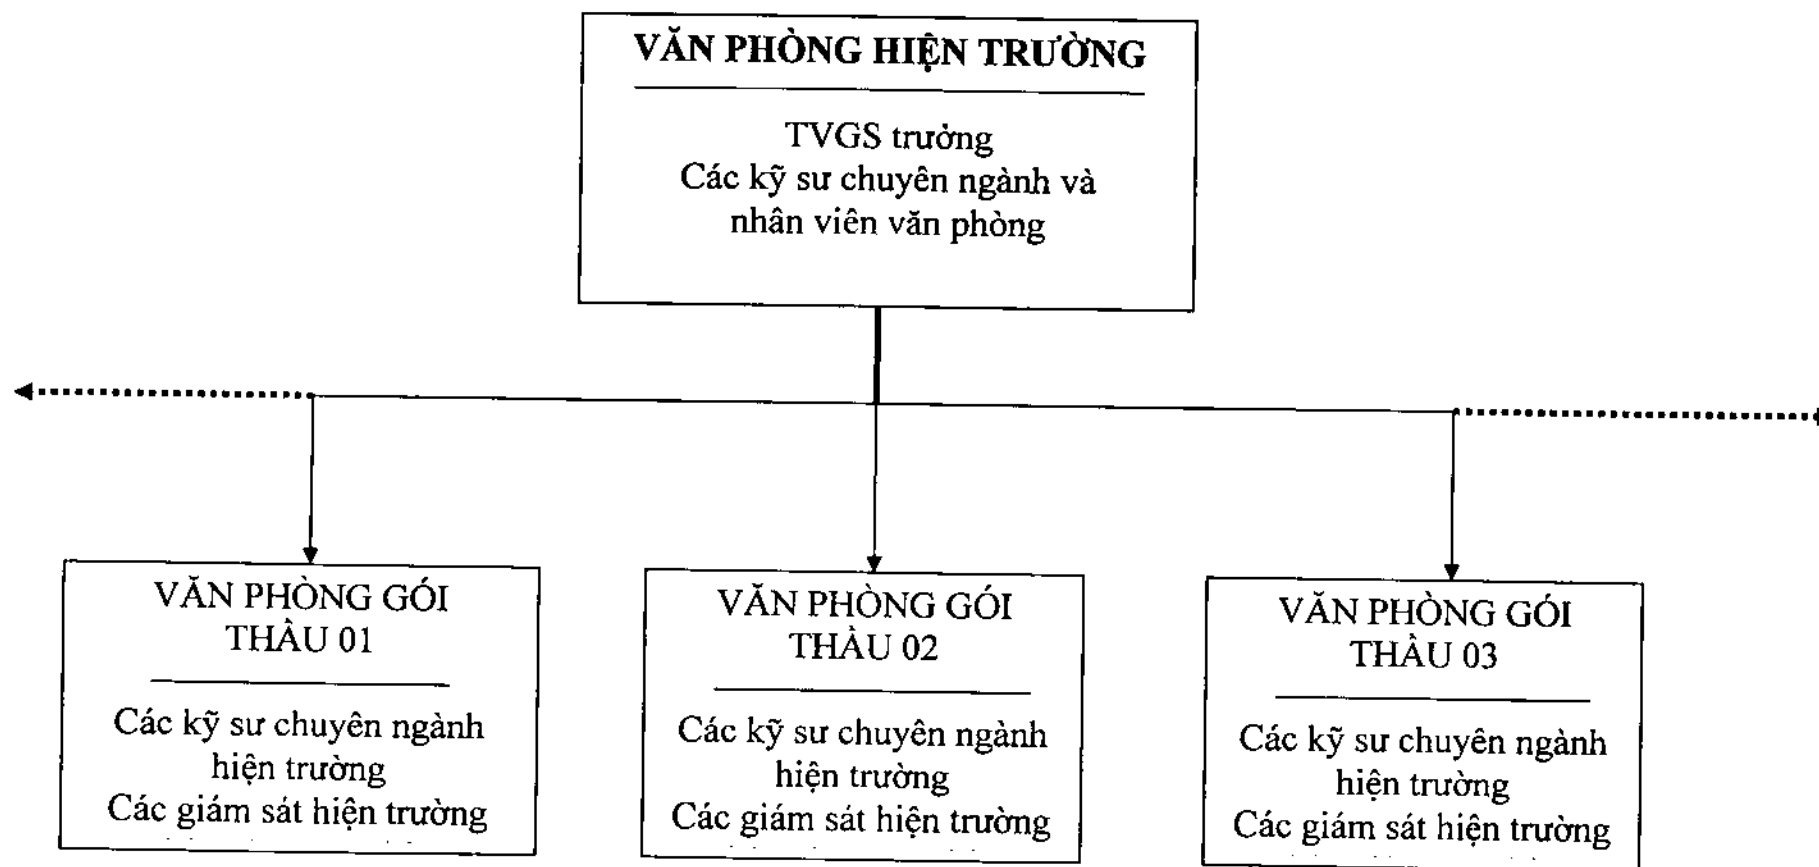 VĂN PHÒNG HIỆN TRƯỜNG
TVGS trưởng
Các kỹ sư chuyên ngành và
nhân viên văn phòng
VĂN PHÒNG GÓI
THẦU 01
Các kỹ sư chuyên ngành
hiện trường
Các giám sát hiện trường
VĂN PHÒNG GÓI
THẦU 02
Các kỹ sư chuyên ngành
hiện trường
Các giám sát hiện trường
VĂN PHÒNG GÓI
THẦU 03
Các kỹ sư chuyên ngành
hiện trường
Các giám sát hiện trường